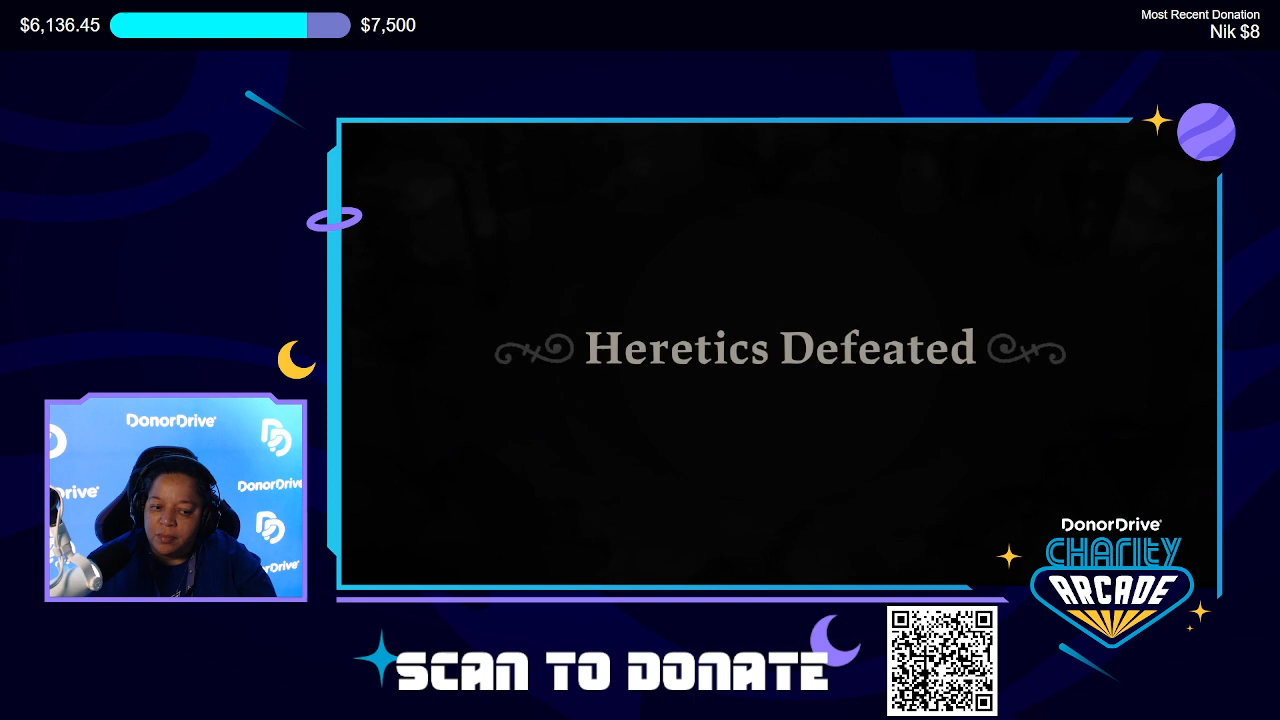 $6,136.45
$7,500
Most Recent Donation
Nik $8
Heretics Defeated
DonorDrive
DonorDrive
Drive
DonorDrive
DonorDrive
CHARITY
ARCADE
SCAN TO DONATE